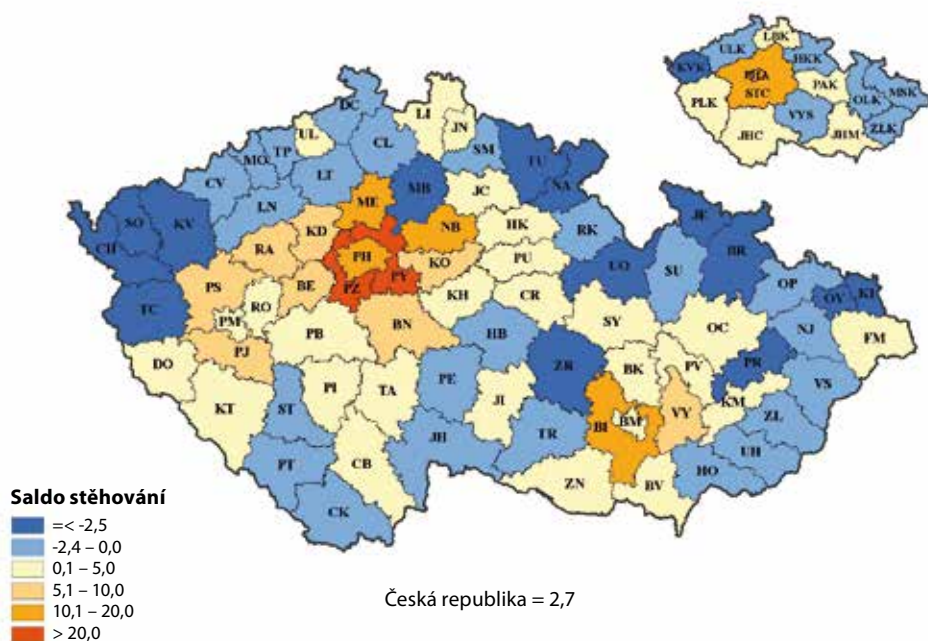 ULK
LBK
HKK
KVK
PHA
STC
PAK
OLK
MSK
PLK
VYS
ZLK
JHC
JHM
DC
LI
UL
JN
TP
CL
SM
TU
MO
CV
LT
MB
NA
LN
ME
JC
JE
SO
KV
KD
NB
HK
RK
BR
CH
RA
PH
KO
PU
UO
SU
OP
PS
BE
PZ
PY
OV
KI
TC
RO
KH
CR
PM
BN
NJ
PB
HB
SY
OC
FM
DO
PJ
ZR
PR
PI
TA
PE
BK
PV
VS
KT
ST
JI
KM
BI
BM
VY
ZL
CB
JH
TR
UH
PT
HO
ZN
BV
CK
Saldo stěhování
=< -2,5
-2,4 – 0,0
0,1 – 5,0
5,1 – 10,0
10,1 – 20,0
> 20,0
Česká republika = 2,7